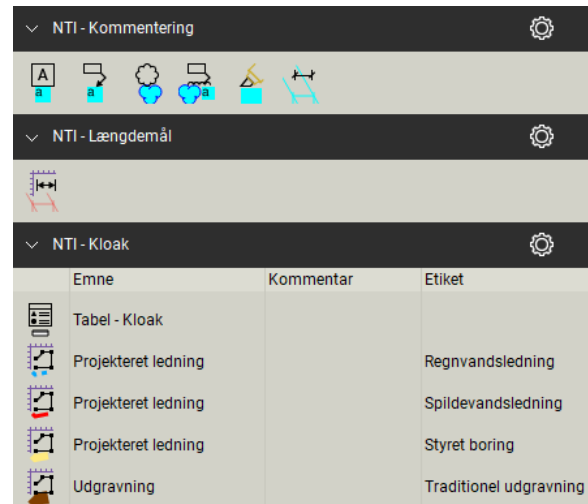 NTI - Kommentering
A
a
a
a
NTI - Længdemål
NTI - Kloak
Emne Kommentar Etiket
Tabel - Kloak
Projekteret ledning Regnvandsledning
Projekteret ledning Spildevandsledning
Projekteret ledning Styret boring
Udgravning Traditionel udgravning